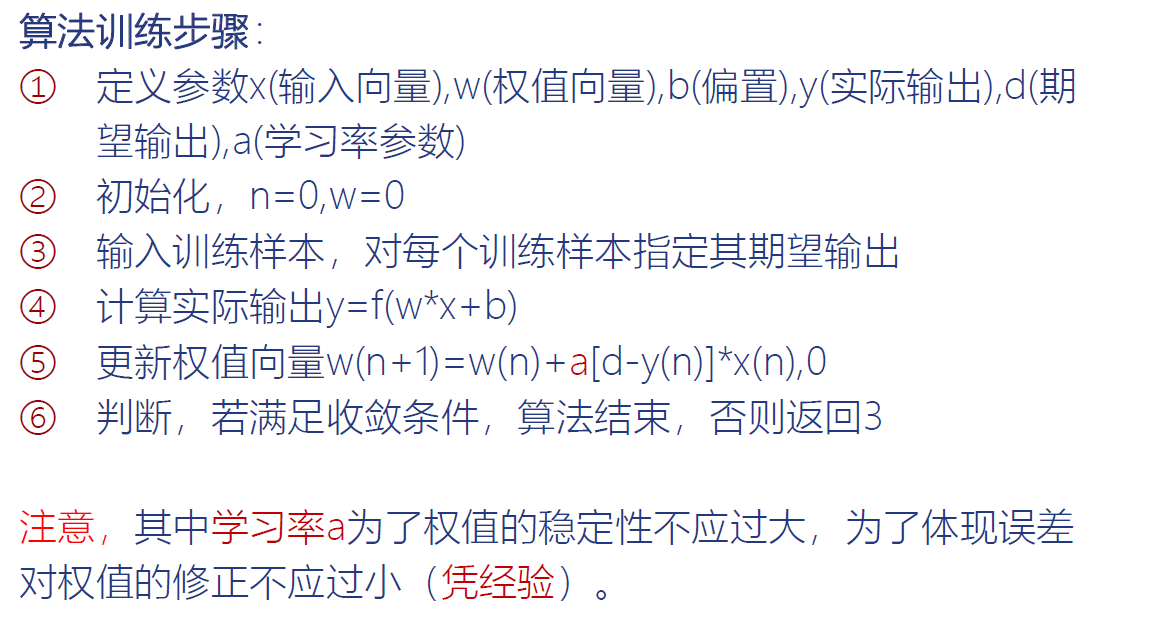 算法训练步骤：
① 定义参数x(输入向量),w(权值向量),b(偏置),y(实际输出),d(期
望输出),a(学习率参数)
② 初始化，n=0,w=0
③ 输入训练样本，对每个训练样本指定其期望输出
④ 计算实际输出y=f(w*x+b)
⑤ 更新权值向量w(n+1)=w(n)+a[d-y(n)]*x(n),0
⑥ 判断，若满足收敛条件，算法结束，否则返回3
注意，其中学习率a为了权值的稳定性不应过大，为了体现误差
对权值的修正不应过小（凭经验）。